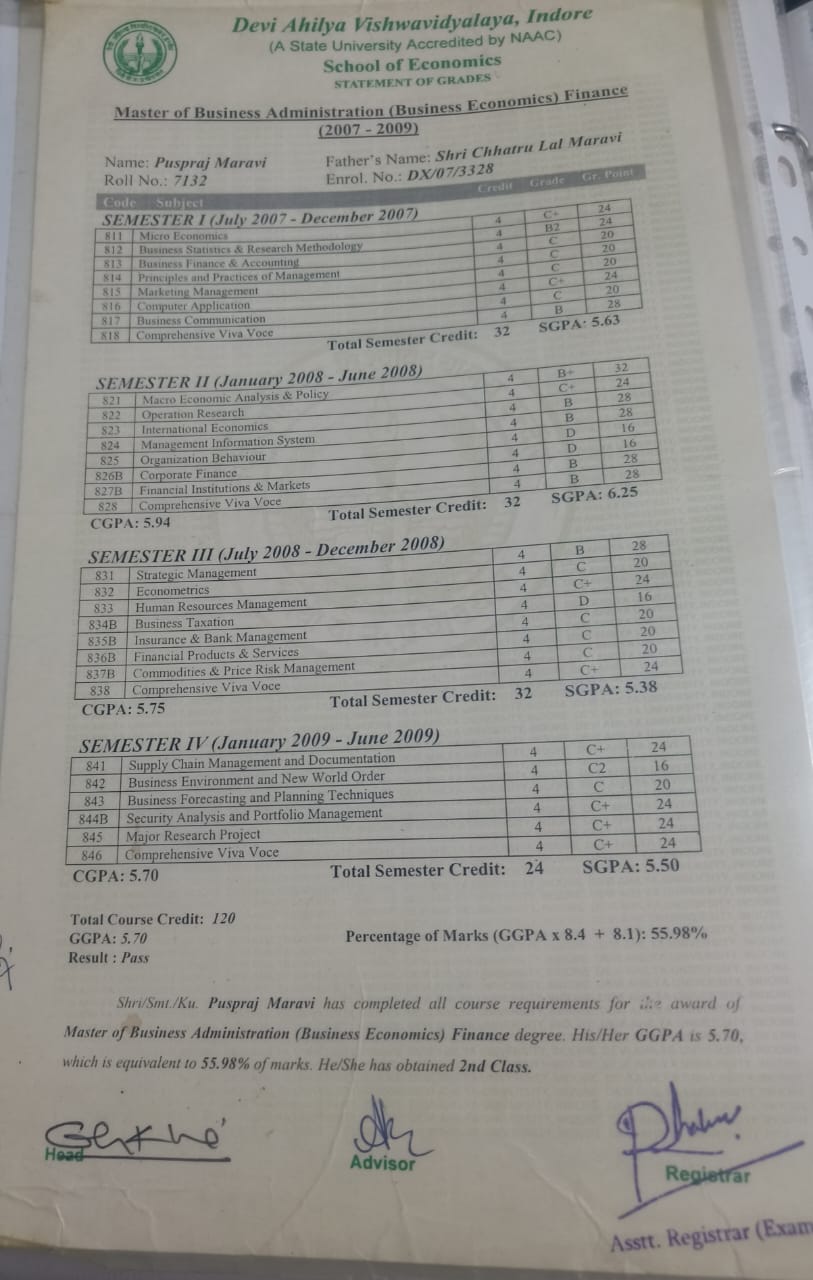 Devi Ahilya Vishwavidyalaya, Indore
(A State University Accredited by NAAC)
School of Economics
STATEMENT OF GRADES
Master of Business Administration (Business Economics) Finance
(2007 - 2009)
Name: Puspraj Maravi Father's Name: Shri Chhatru Lal Maravi
Roll No.: 7132 Enrol. No.: DX/07/3328
Code Subject Credit Grade Gr. Point
SEMESTER I (July 2007 - December 2007)
811 Micro Economics 4 C+ 24
812 Business Statistics & Research Methodology 4 B2 24
813 Business Finance & Accounting 4 C 20
814 Principles and Practices of Management 4 C 20
815 Marketing Management 4 C 20
816 Computer Application 4 C+ 24
817 Business Communication 4 C 20
818 Comprehensive Viva Voce 4 B 28
Total Semester Credit: 32 SGPA: 5.63
SEMESTER II (January 2008 - June 2008)
821 Macro Economic Analysis & Policy 4 B+ 32
822 Operation Research 4 C+ 24
823 International Economics 4 B 28
824 Management Information System 4 B 28
825 Organization Behaviour 4 D 16
826B Corporate Finance 4 D 16
827B Financial Institutions & Markets 4 B 28
828 Comprehensive Viva Voce 4 B 28
CGPA: 5.94 Total Semester Credit: 32 SGPA: 6.25
SEMESTER III (July 2008 - December 2008)
831 Strategic Management 4 B 28
832 Econometrics 4 C 20
833 Human Resources Management 4 C+ 24
834B Business Taxation 4 D 16
835B Insurance & Bank Management 4 C 20
836B Financial Products & Services 4 C 20
837B Commodities & Price Risk Management 4 C 20
838 Comprehensive Viva Voce 4 C+ 24
CGPA: 5.75 Total Semester Credit: 32 SGPA: 5.38
SEMESTER IV (January 2009 - June 2009)
841 Supply Chain Management and Documentation 4 C+ 24
842 Business Environment and New World Order 4 C2 16
843 Business Forecasting and Planning Techniques 4 C 20
844B Security Analysis and Portfolio Management 4 C+ 24
845 Major Research Project 4 C+ 24
846 Comprehensive Viva Voce 4 C+ 24
CGPA: 5.70 Total Semester Credit: 24 SGPA: 5.50
Total Course Credit: 120
GGPA: 5.70 Percentage of Marks (GGPA x 8.4 + 8.1): 55.98%
Result : Pass
Shri/Smt./Ku. Puspraj Maravi has completed all course requirements for the award of
Master of Business Administration (Business Economics) Finance degree. His/Her GGPA is 5.70,
which is equivalent to 55.98% of marks. He/She has obtained 2nd Class.
Head
Advisor
Registrar
Asstt. Registrar (Exam